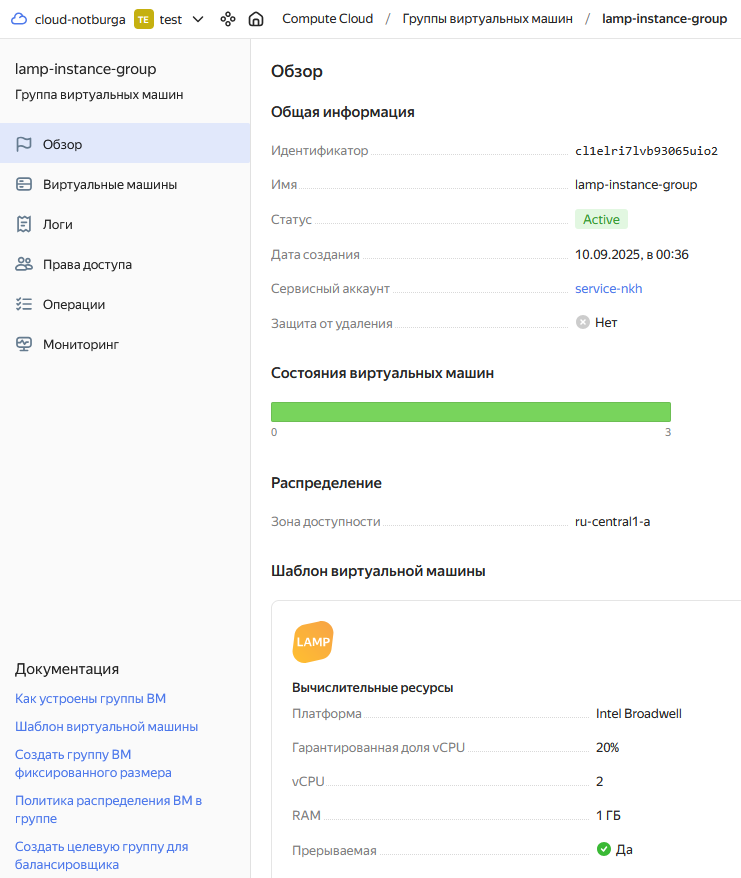 cloud-notburga TE test Compute Cloud / Группы виртуальных машин / lamp-instance-group
lamp-instance-group
Группа виртуальных машин
Обзор
Виртуальные машины
Логи
Права доступа
Операции
Мониторинг
Документация
Как устроены группы ВМ
Шаблон виртуальной машины
Создать группу ВМ
фиксированного размера
Политика распределения ВМ в
группе
Создать целевую группу для
балансировщика
Обзор
Общая информация
Идентификатор cl1elri7lvb93065uio2
Имя lamp-instance-group
Статус Active
Дата создания 10.09.2025, в 00:36
Сервисный аккаунт service-nkh
Защита от удаления Нет
Состояния виртуальных машин
0 3
Распределение
Зона доступности ru-central1-a
Шаблон виртуальной машины
LAMP
Вычислительные ресурсы
Платформа Intel Broadwell
Гарантированная доля vCPU 20%
vCPU 2
RAM 1 ГБ
Прерываемая Да